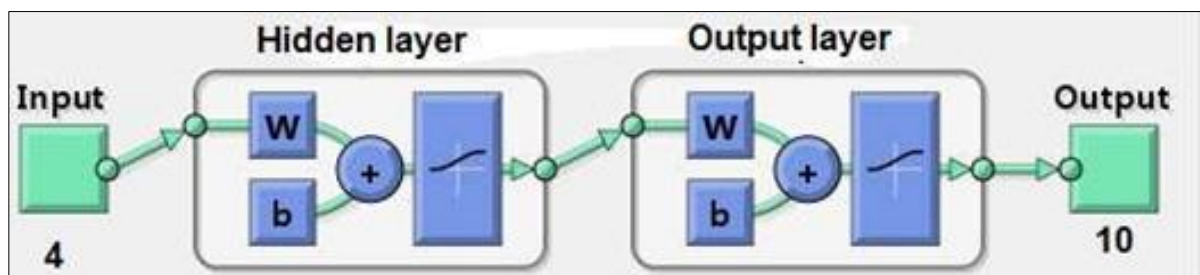 Hidden layer
Output layer
Input
Output
W
+
b
W
+
b
4
10